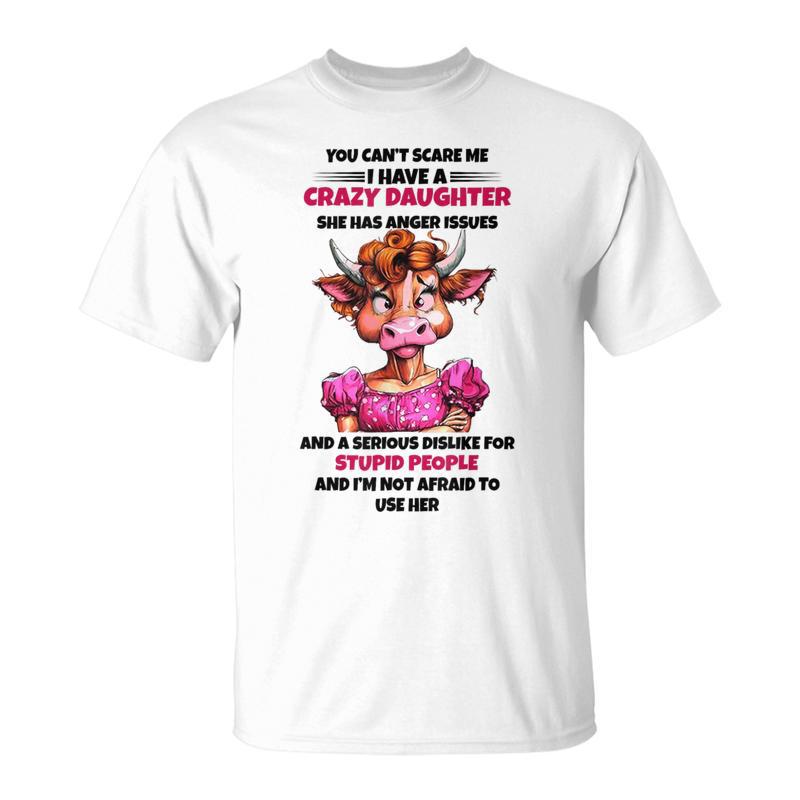 YOU CAN'T SCARE ME
I HAVE A
CRAZY DAUGHTER
SHE HAS ANGER ISSUES
AND A SERIOUS DISLIKE FOR
STUPID PEOPLE
AND I'M NOT AFRAID TO
USE HER